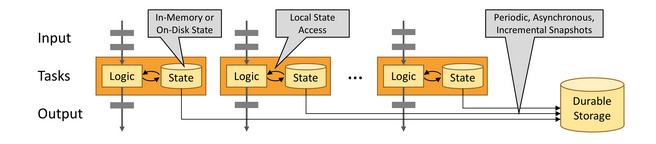 In-Memory or
On-Disk State
Local State
Access
Periodic, Asynchronous,
Incremental Snapshots
Input
Tasks
Logic
State
Logic
State
...
Logic
State
Output
Durable
Storage